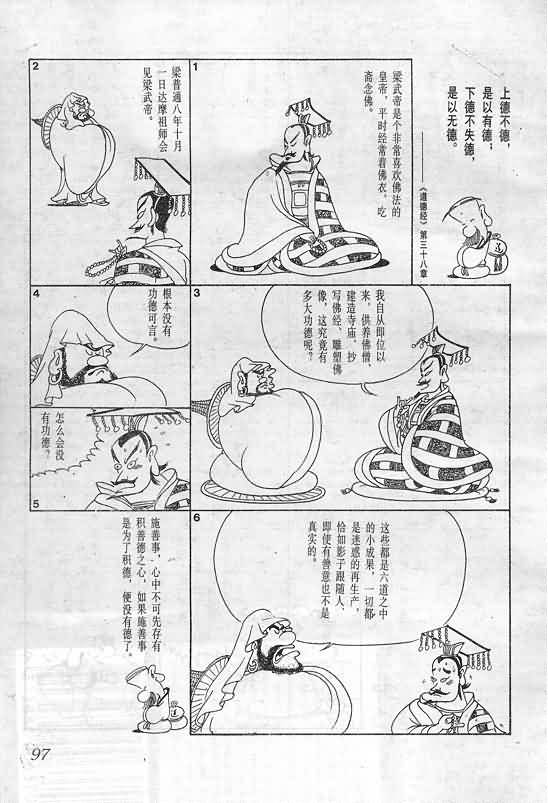 上德不德，
是以有德；
下德不失德，
是以无德。
——《道德经》第三十八章
1
梁武帝是个非常喜欢佛法的
皇帝，平时经常着佛衣、吃
斋念佛。
2
梁普通八年十月
一日达摩祖师会
见梁武帝。
3
我自从即位以
来，供养佛僧、
建造寺庙、抄
写佛经、雕塑佛
像，这究竟有
多大功德呢？
4
根本没有
功德可言。
5
怎么会没
有功德？
6
这些都是六道之中
的小成果，一切都
是迷惑的再生产，
恰如影子跟随人，
即使有善意也不是
真实的。
施善事，心中不可先存有
积善德之心，如果施善事
是为了积德，便没有德了。
97